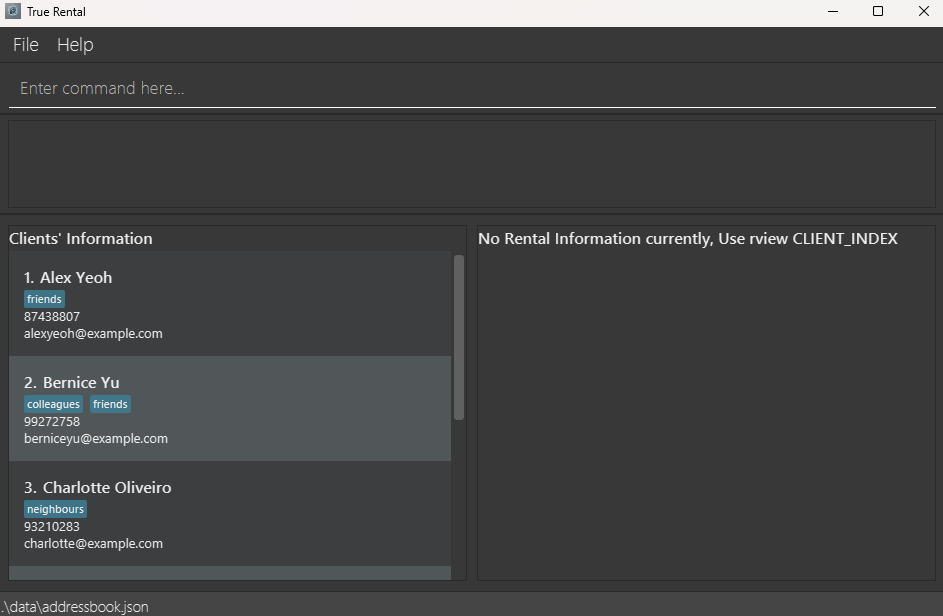 True Rental
File Help
Enter command here...
Clients' Information
1. Alex Yeoh
friends
87438807
alexyeoh@example.com
2. Bernice Yu
colleagues friends
99272758
berniceyu@example.com
3. Charlotte Oliveiro
neighbours
93210283
charlotte@example.com
No Rental Information currently, Use rview CLIENT_INDEX
.\data\addressbook.json